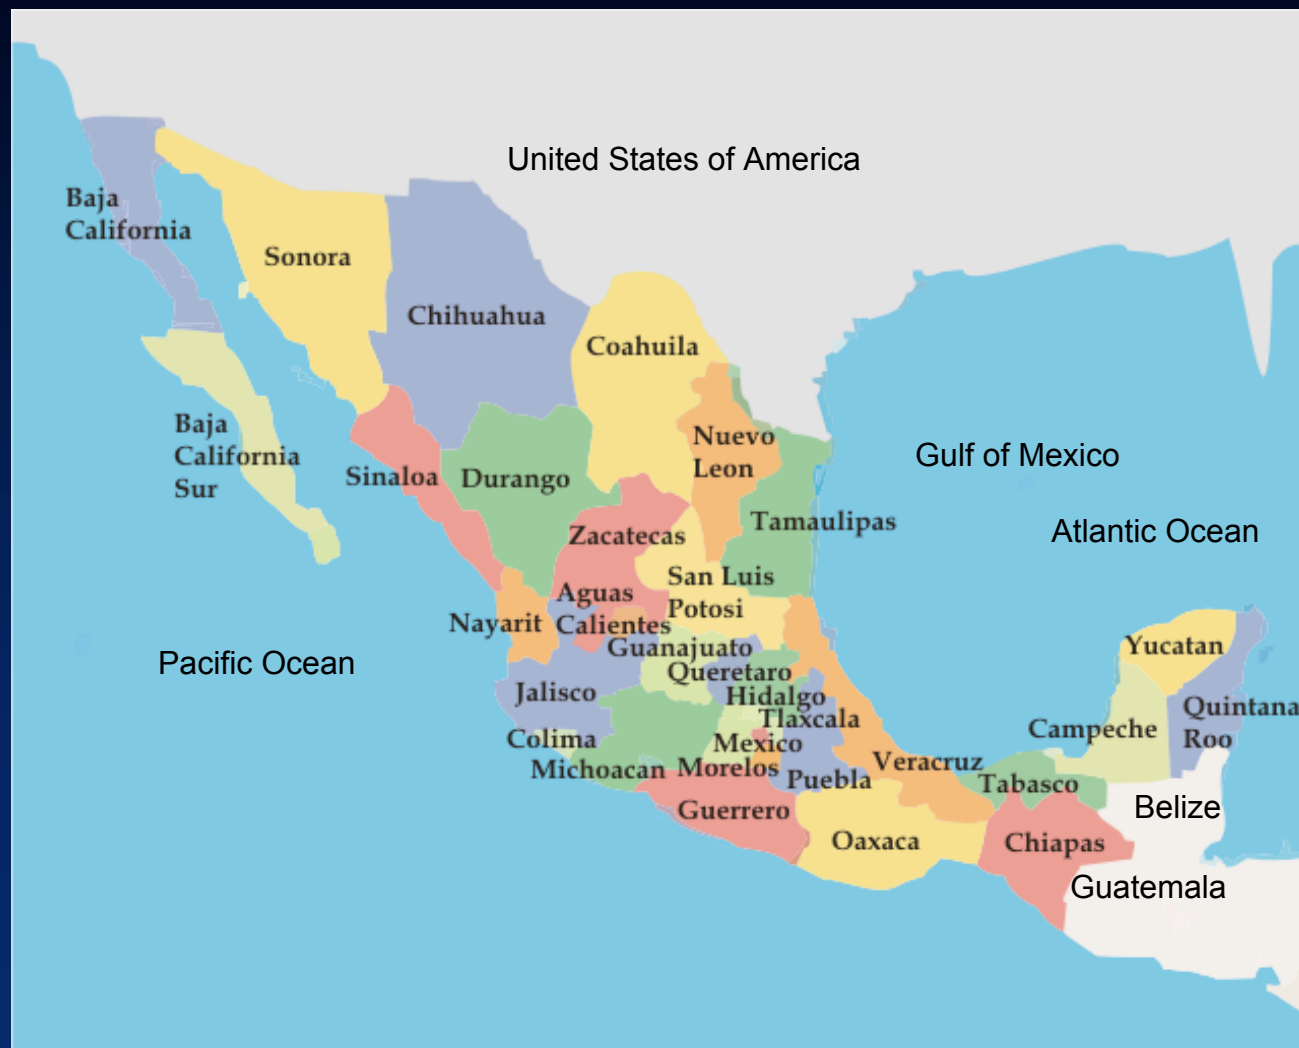 United States of America
Baja
California
Sonora
Chihuahua
Coahuila
Baja
California
Sur
Sinaloa
Durango
Nuevo
Leon
Gulf of Mexico
Zacatecas
Tamaulipas
Atlantic Ocean
San Luis
Potosi
Aguas
Calientes
Nayarit
Guanajuato
Yucatan
Pacific Ocean
Queretaro
Jalisco
Hidalgo
Tlaxcala
Quintana
Roo
Campeche
Colima
Mexico
Michoacan
Morelos
Puebla
Veracruz
Tabasco
Guerrero
Belize
Oaxaca
Chiapas
Guatemala